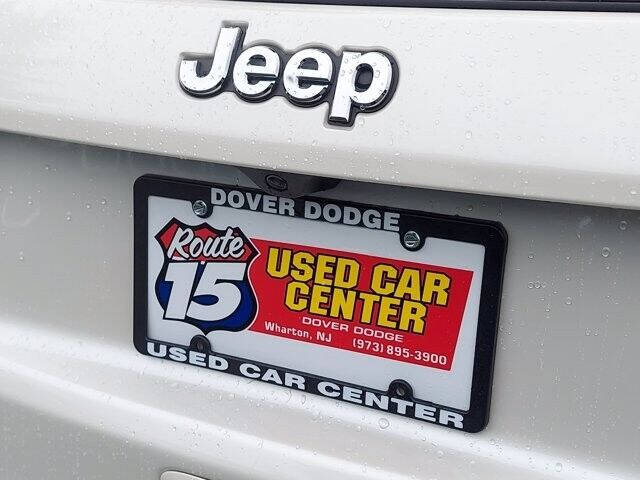 Jeep
DOVER DODGE
Route
15
USED CAR
CENTER
DOVER DODGE
Wharton, NJ (973) 895-3900
USED CAR CENTER